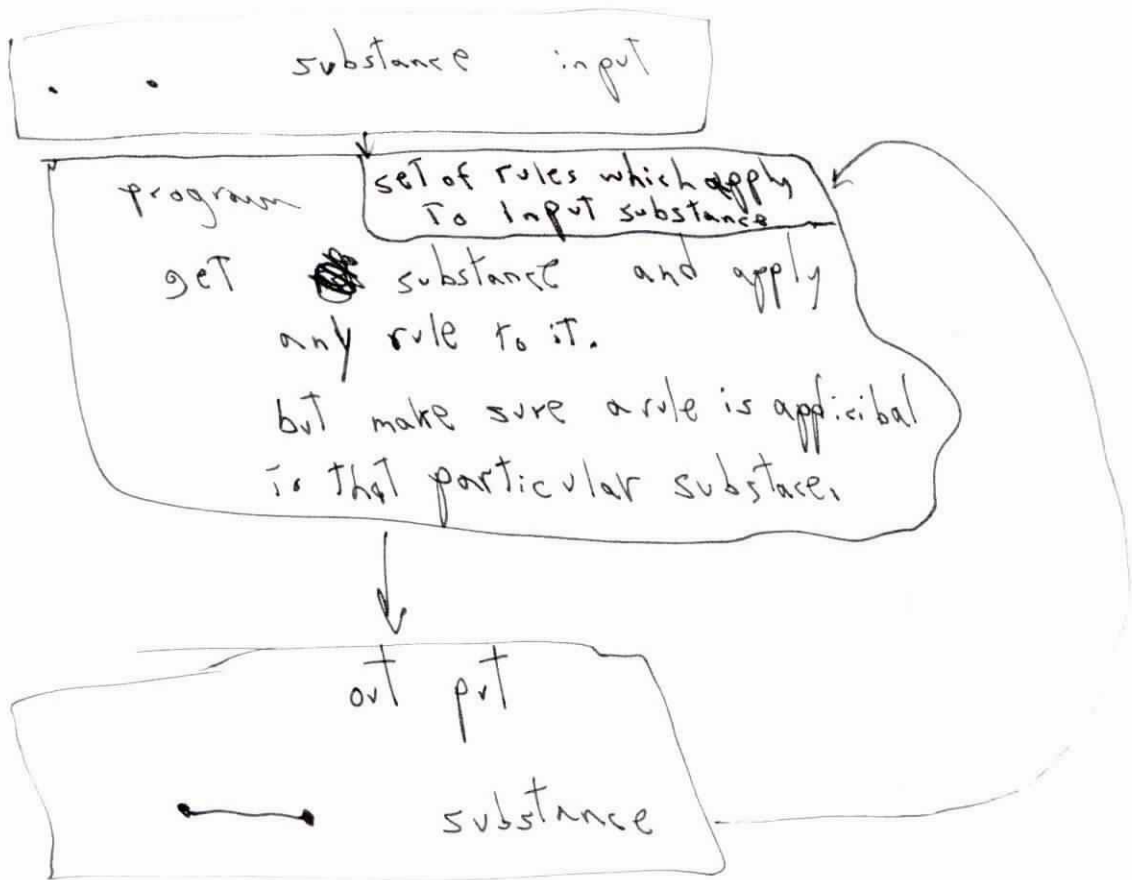 substance input
program
set of rules which apply
To Input substance
get substance and apply
any rule to it.
but make sure a rule is appicibal
to that particular substace.
out put
substance